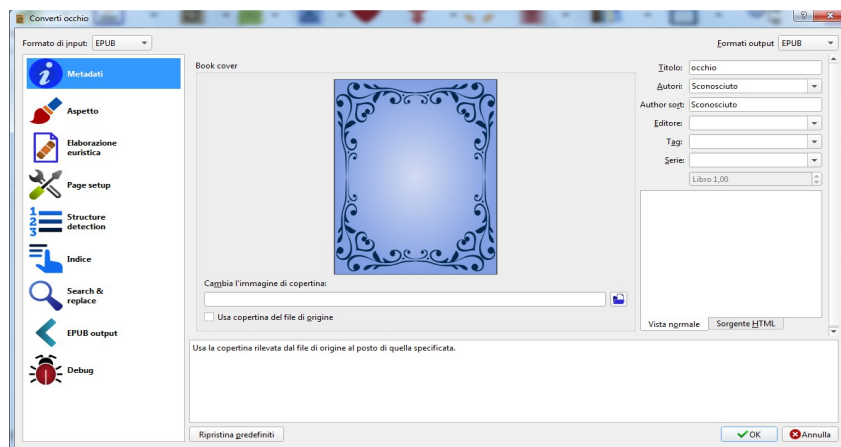 Converti occhio
Formato di input: EPUB
Formati output EPUB
Metadati
Aspetto
Elaborazione
euristica
Page setup
1
2
3
Structure
detection
Indice
Search &
replace
EPUB output
Debug
Book cover
Cambia l'immagine di copertina:
Usa copertina del file di origine
Titolo: occhio
Autori: Sconosciuto
Author sort: Sconosciuto
Editore:
Tag:
Serie:
Libro 1,00
Vista normale Sorgente HTML
Usa la copertina rilevata dal file di origine al posto di quella specificata.
Ripristina predefiniti
OK
Annulla